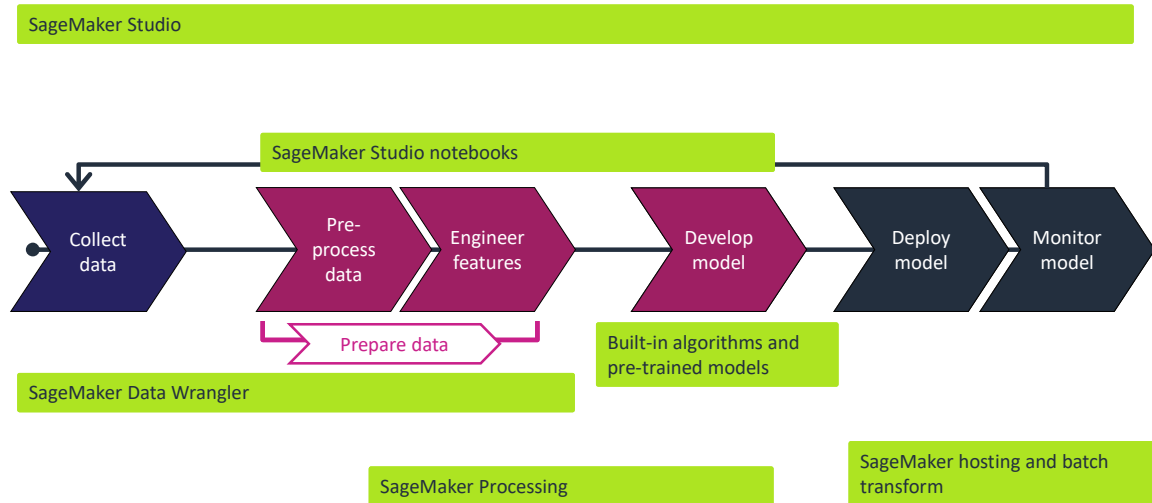 SageMaker Studio
SageMaker Studio notebooks
Collect
data
Pre-
process
data
Engineer
features
Develop
model
Deploy
model
Monitor
model
Prepare data
Built-in algorithms and
pre-trained models
SageMaker Data Wrangler
SageMaker Processing
SageMaker hosting and batch
transform